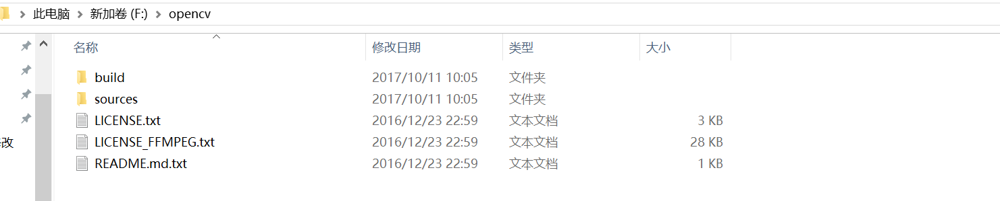 此电脑 新加卷 (F:) opencv
名称 修改日期 类型 大小
build 2017/10/11 10:05 文件夹
sources 2017/10/11 10:05 文件夹
LICENSE.txt 2016/12/23 22:59 文本文档 3 KB
LICENSE_FFMPEG.txt 2016/12/23 22:59 文本文档 28 KB
README.md.txt 2016/12/23 22:59 文本文档 1 KB